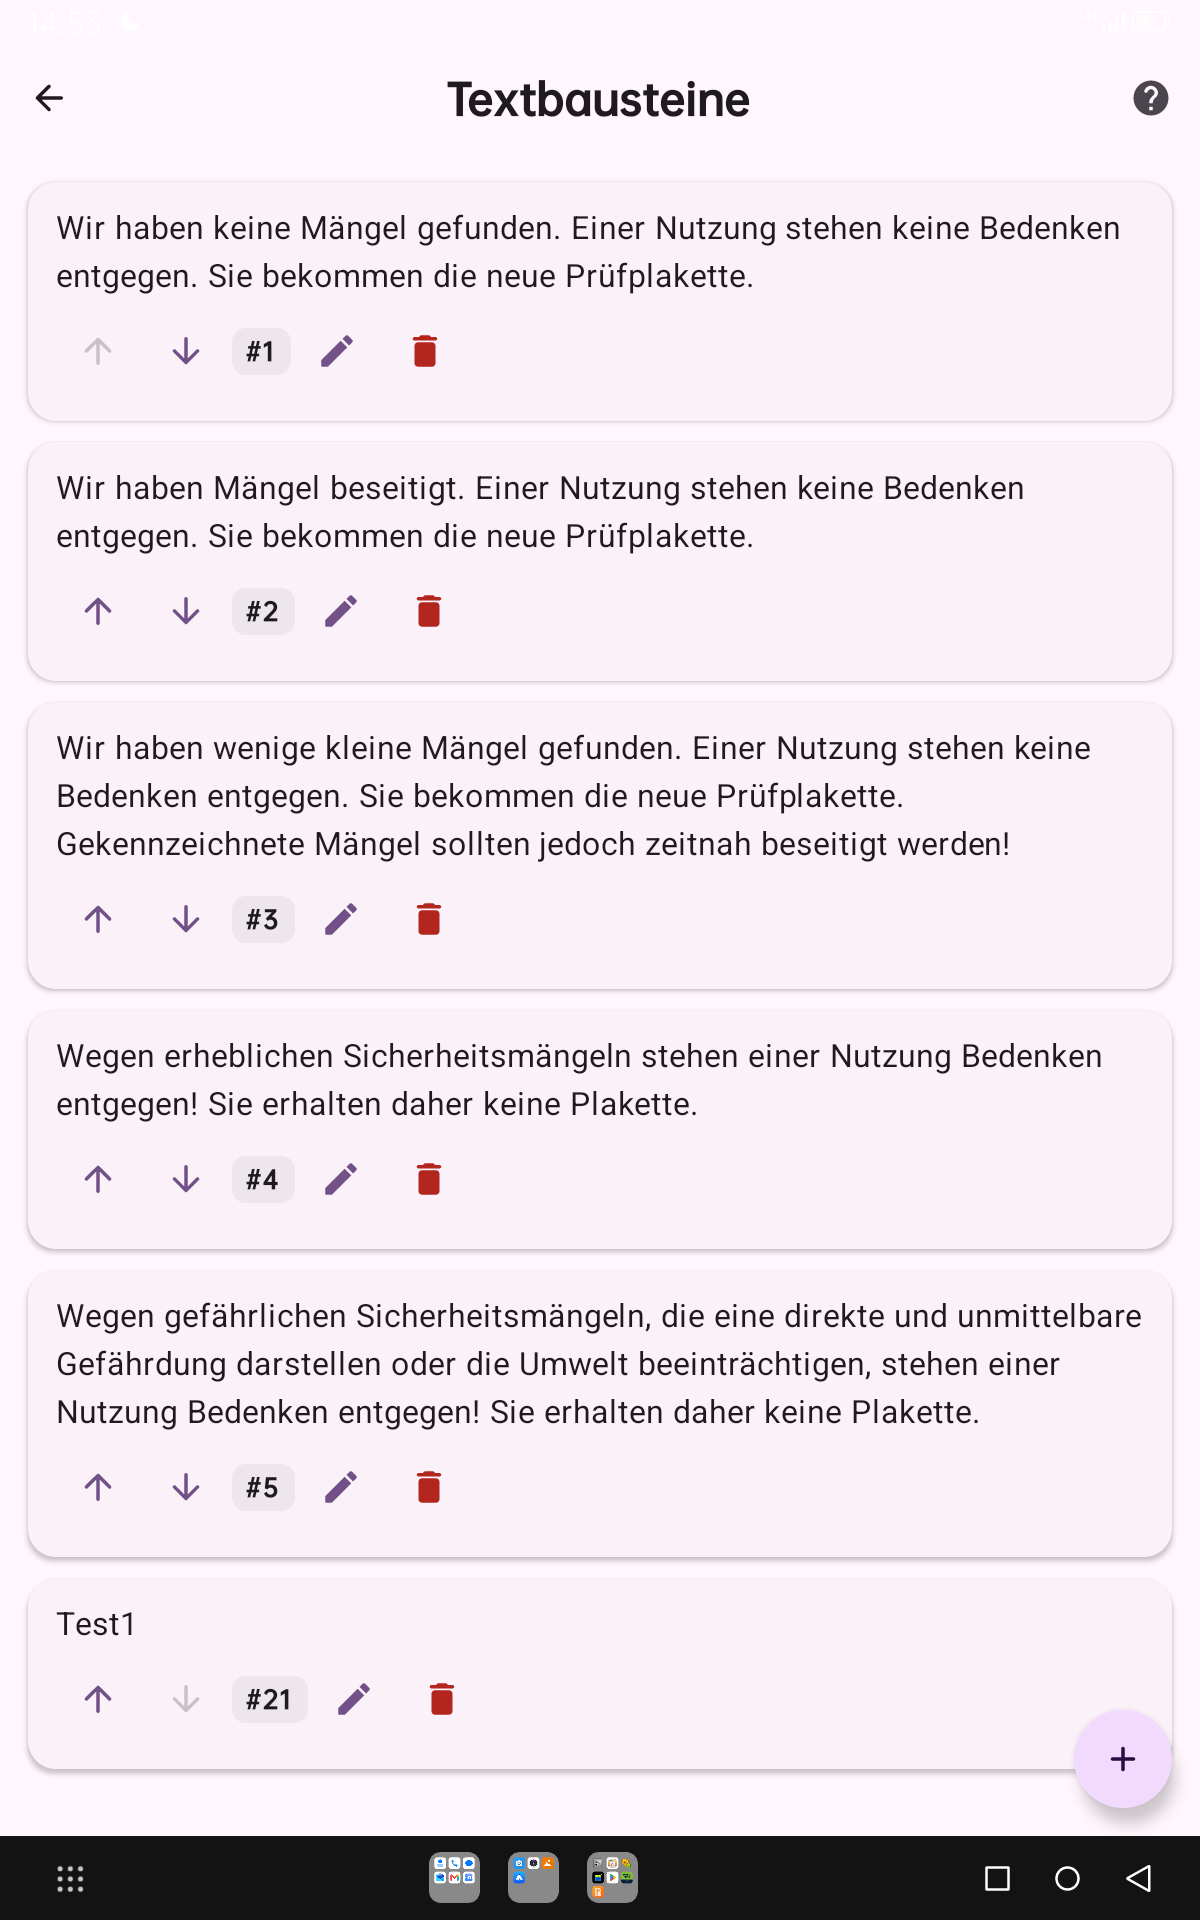 14:53
Textbausteine
Wir haben keine Mängel gefunden. Einer Nutzung stehen keine Bedenken
entgegen. Sie bekommen die neue Prüfplakette.
#1
Wir haben Mängel beseitigt. Einer Nutzung stehen keine Bedenken
entgegen. Sie bekommen die neue Prüfplakette.
#2
Wir haben wenige kleine Mängel gefunden. Einer Nutzung stehen keine
Bedenken entgegen. Sie bekommen die neue Prüfplakette.
Gekennzeichnete Mängel sollten jedoch zeitnah beseitigt werden!
#3
Wegen erheblichen Sicherheitsmängeln stehen einer Nutzung Bedenken
entgegen! Sie erhalten daher keine Plakette.
#4
Wegen gefährlichen Sicherheitsmängeln, die eine direkte und unmittelbare
Gefährdung darstellen oder die Umwelt beeinträchtigen, stehen einer
Nutzung Bedenken entgegen! Sie erhalten daher keine Plakette.
#5
Test1
#21